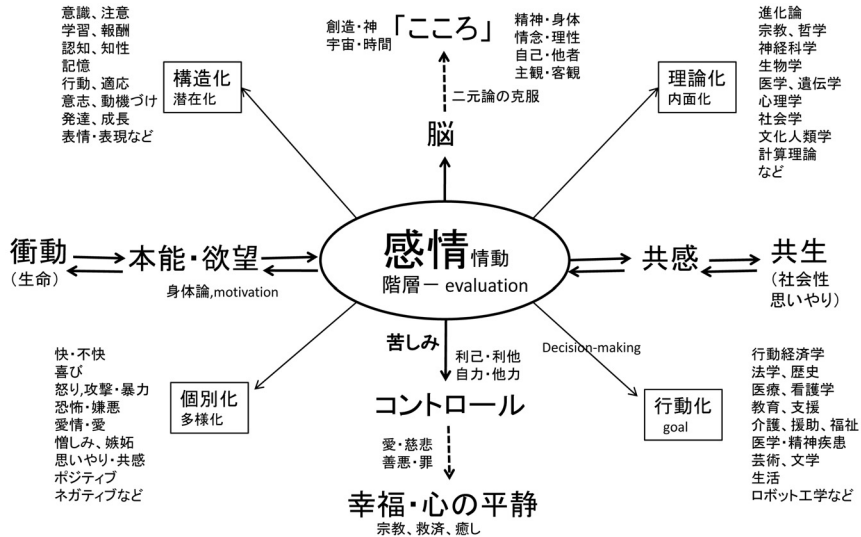 意識、注意
学習、報酬
認知、知性
記憶
行動、適応
意志、動機づけ
発達、成長
表情・表現など
構造化
潜在化
創造・神
宇宙・時間
「こころ」
精神・身体
情念・理性
自己・他者
主観・客観
二元論の克服
脳
理論化
内面化
進化論
宗教、哲学
神経科学
生物学
医学、遺伝学
心理学
社会学
文化人類学
計算理論
など
衝動
（生命）
本能・欲望
身体論,motivation
感情 情動
階層ー evaluation
共感
共生
（社会性
思いやり）
快・不快
喜び
怒り,攻撃・暴力
恐怖・嫌悪
愛情・愛
憎しみ、嫉妬
思いやり・共感
ポジティブ
ネガティブなど
個別化
多様化
苦しみ
利己・利他
自力・他力
コントロール
愛・慈悲
善悪・罪
幸福・心の平静
宗教、救済、癒し
Decision-making
行動化
goal
行動経済学
法学、歴史
医療、看護学
教育、支援
介護、援助、福祉
医学・精神疾患
芸術、文学
生活
ロボット工学など